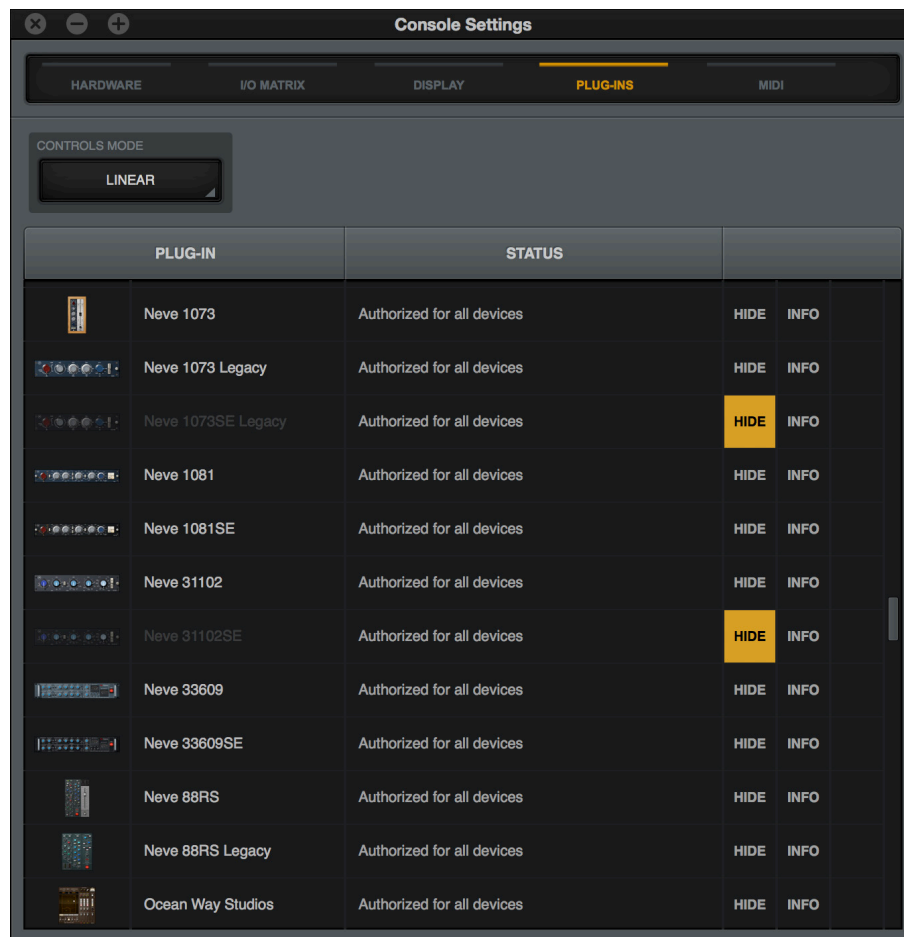 Console Settings
HARDWARE I/O MATRIX DISPLAY PLUG-INS MIDI
CONTROLS MODE
LINEAR
PLUG-IN STATUS
Neve 1073 Authorized for all devices HIDE INFO
Neve 1073 Legacy Authorized for all devices HIDE INFO
Neve 1073SE Legacy Authorized for all devices HIDE INFO
Neve 1081 Authorized for all devices HIDE INFO
Neve 1081SE Authorized for all devices HIDE INFO
Neve 31102 Authorized for all devices HIDE INFO
Neve 31102SE Authorized for all devices HIDE INFO
Neve 33609 Authorized for all devices HIDE INFO
Neve 33609SE Authorized for all devices HIDE INFO
Neve 88RS Authorized for all devices HIDE INFO
Neve 88RS Legacy Authorized for all devices HIDE INFO
Ocean Way Studios Authorized for all devices HIDE INFO